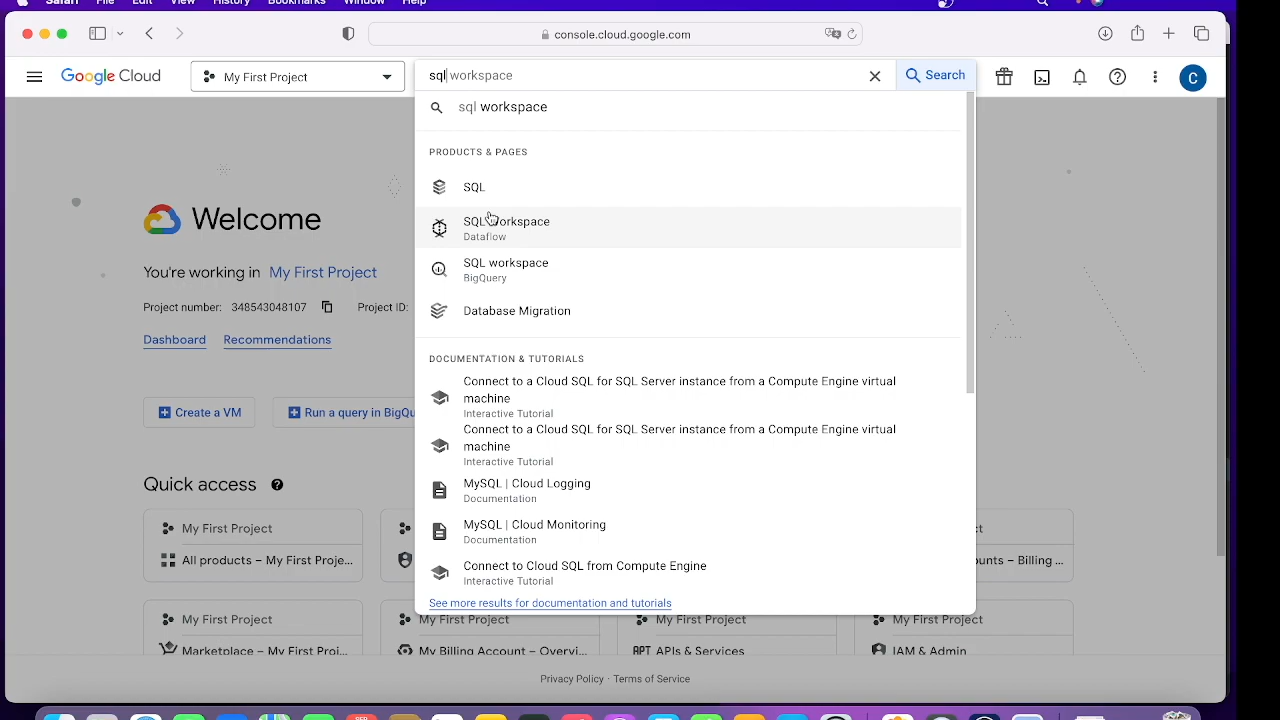 Safari File Edit View History Bookmarks Window Help
console.cloud.google.com
Google Cloud
My First Project
sql workspace
Search
C
sql workspace
PRODUCTS & PAGES
SQL
SQL workspace
Dataflow
SQL workspace
BigQuery
Database Migration
DOCUMENTATION & TUTORIALS
Connect to a Cloud SQL for SQL Server instance from a Compute Engine virtual
machine
Interactive Tutorial
Connect to a Cloud SQL for SQL Server instance from a Compute Engine virtual
machine
Interactive Tutorial
MySQL | Cloud Logging
Documentation
MySQL | Cloud Monitoring
Documentation
Connect to Cloud SQL from Compute Engine
Interactive Tutorial
See more results for documentation and tutorials
Welcome
You're working in My First Project
Project number: 348543048107 Project ID:
Dashboard Recommendations
Create a VM
Run a query in BigQu
Quick access
My First Project
All products – My First Proje...
ct
unts – Billing ...
My First Project
Marketplace – My First Proj...
My First Project
My Billing Account – Overvi...
My First Project
API APIs & Services
My First Project
IAM & Admin
Privacy Policy · Terms of Service